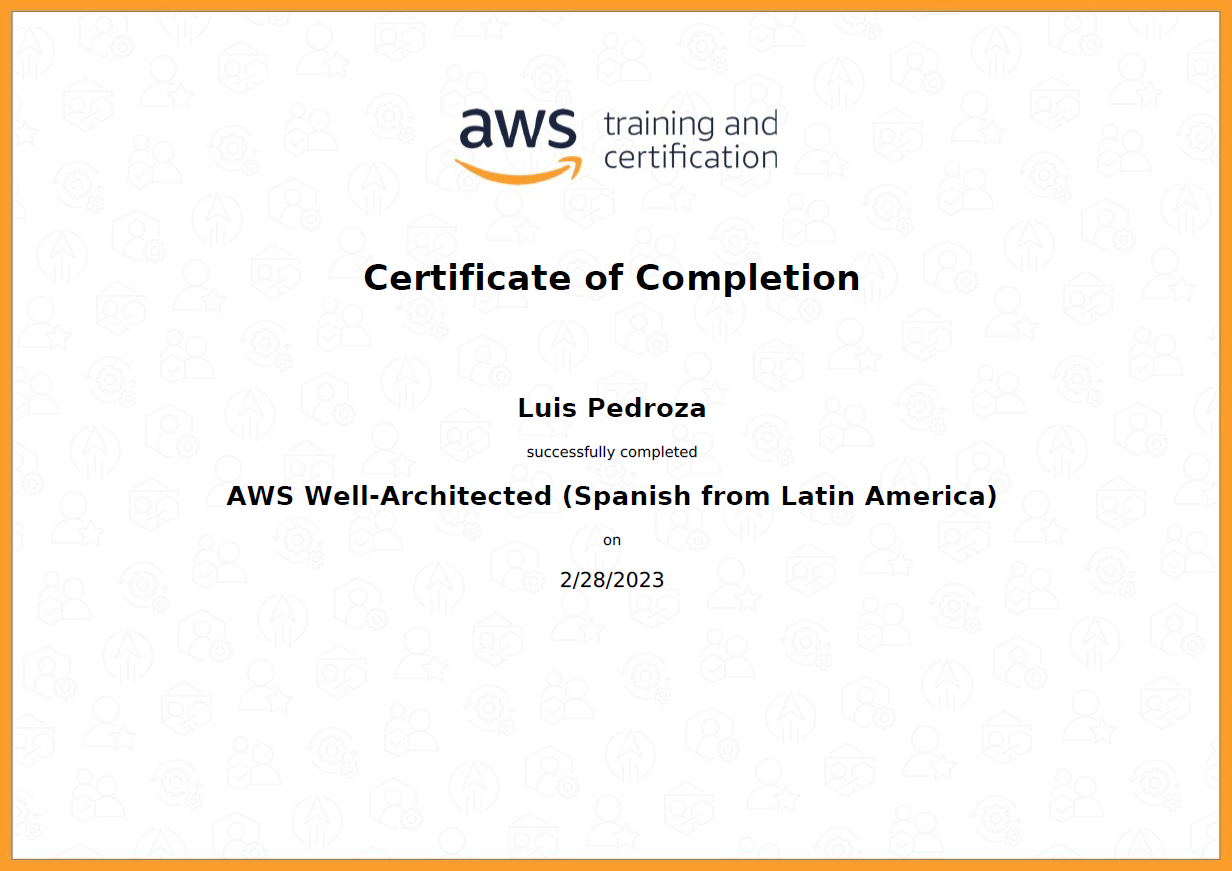 aws training and
certification
Certificate of Completion
Luis Pedroza
successfully completed
AWS Well-Architected (Spanish from Latin America)
on
2/28/2023